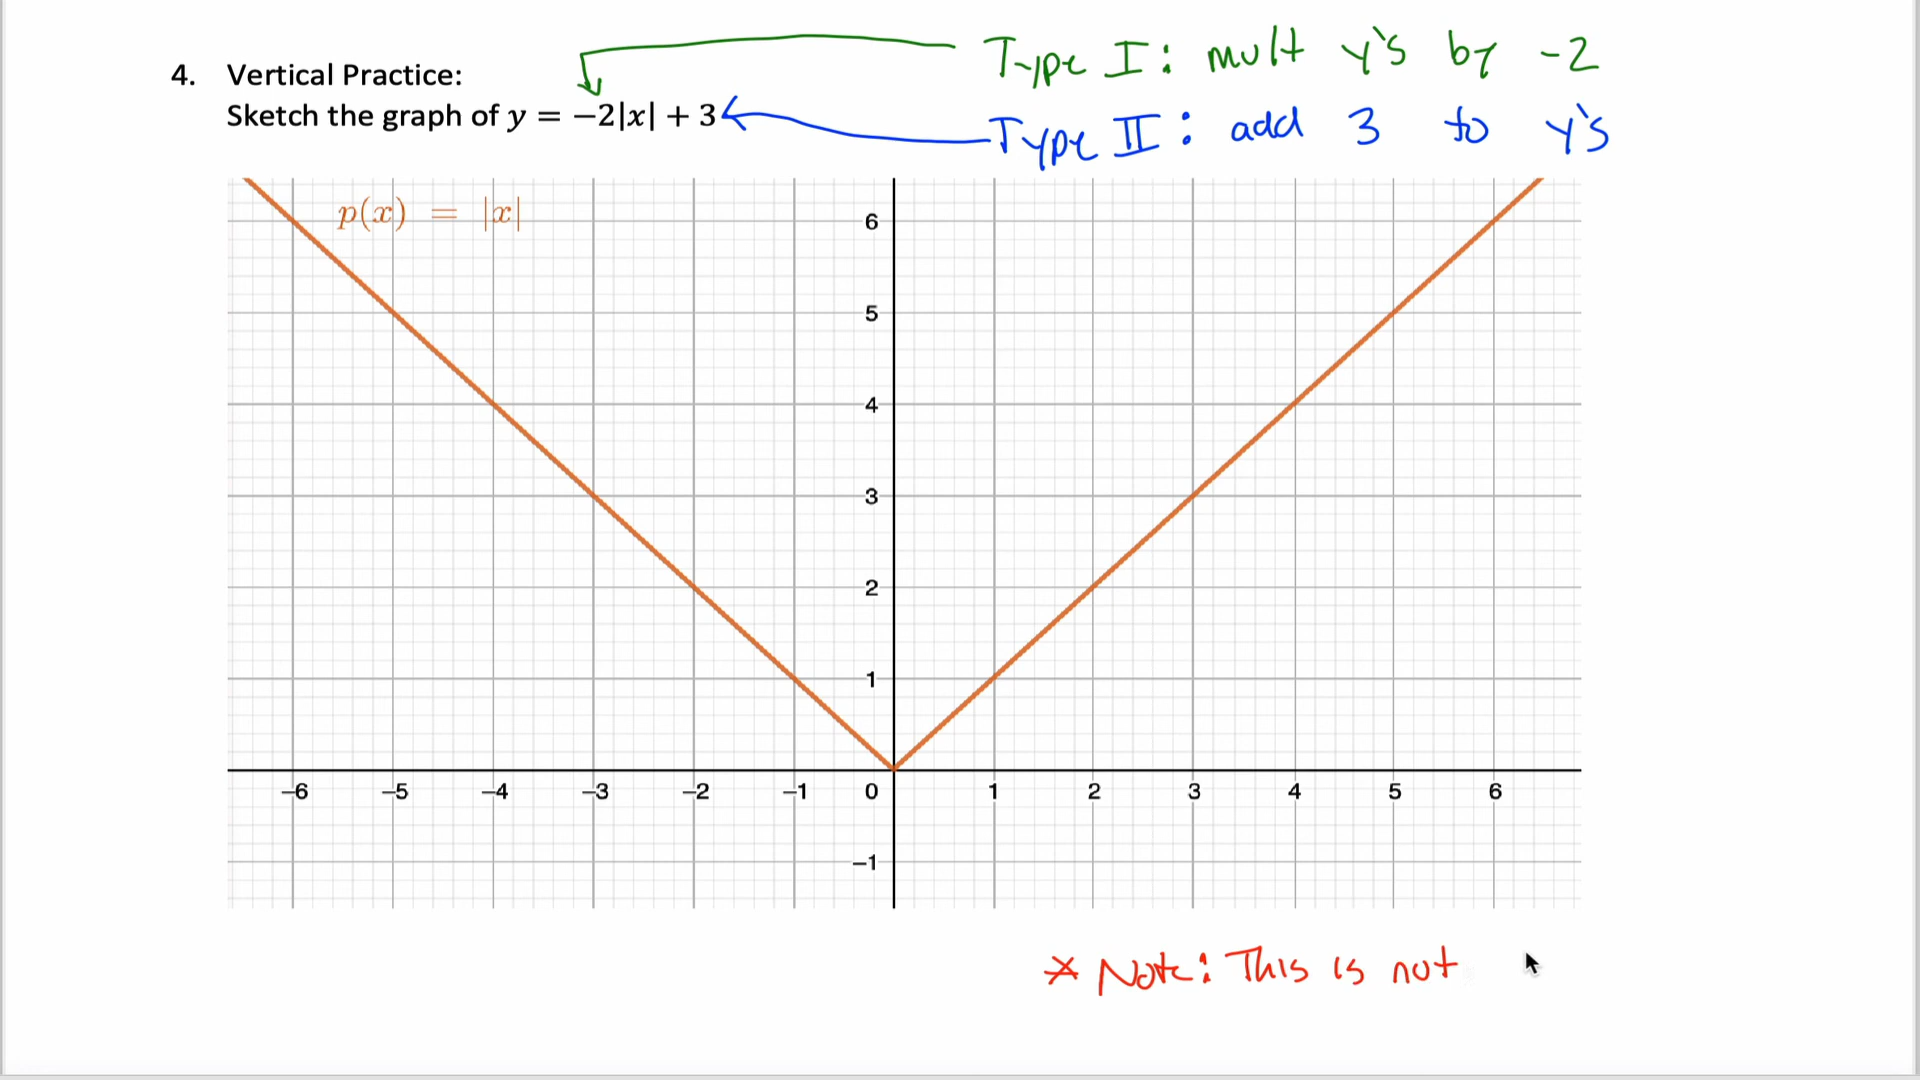 Type I: mult y's by -2
4. Vertical Practice:
Sketch the graph of y = −2|x| + 3
Type II: add 3 to y's
p(x) = |x|
6
5
4
3
2
1
−6 −5 −4 −3 −2 −1 0 1 2 3 4 5 6
−1
* Note: This is not